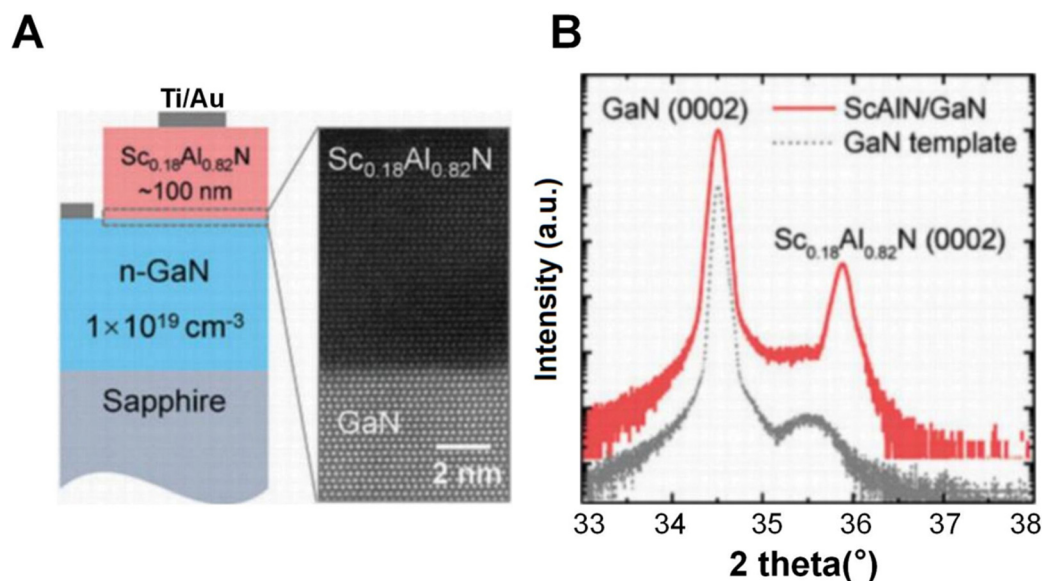 A
Ti/Au
Sc0.18Al0.82N
~100 nm
n-GaN
1×10¹⁹ cm⁻³
Sapphire
Sc0.18Al0.82N
GaN
2 nm
B
GaN (0002)
ScAlN/GaN
GaN template
Sc0.18Al0.82N (0002)
Intensity (a.u.)
33 34 35 36 37 38
2 theta(°)